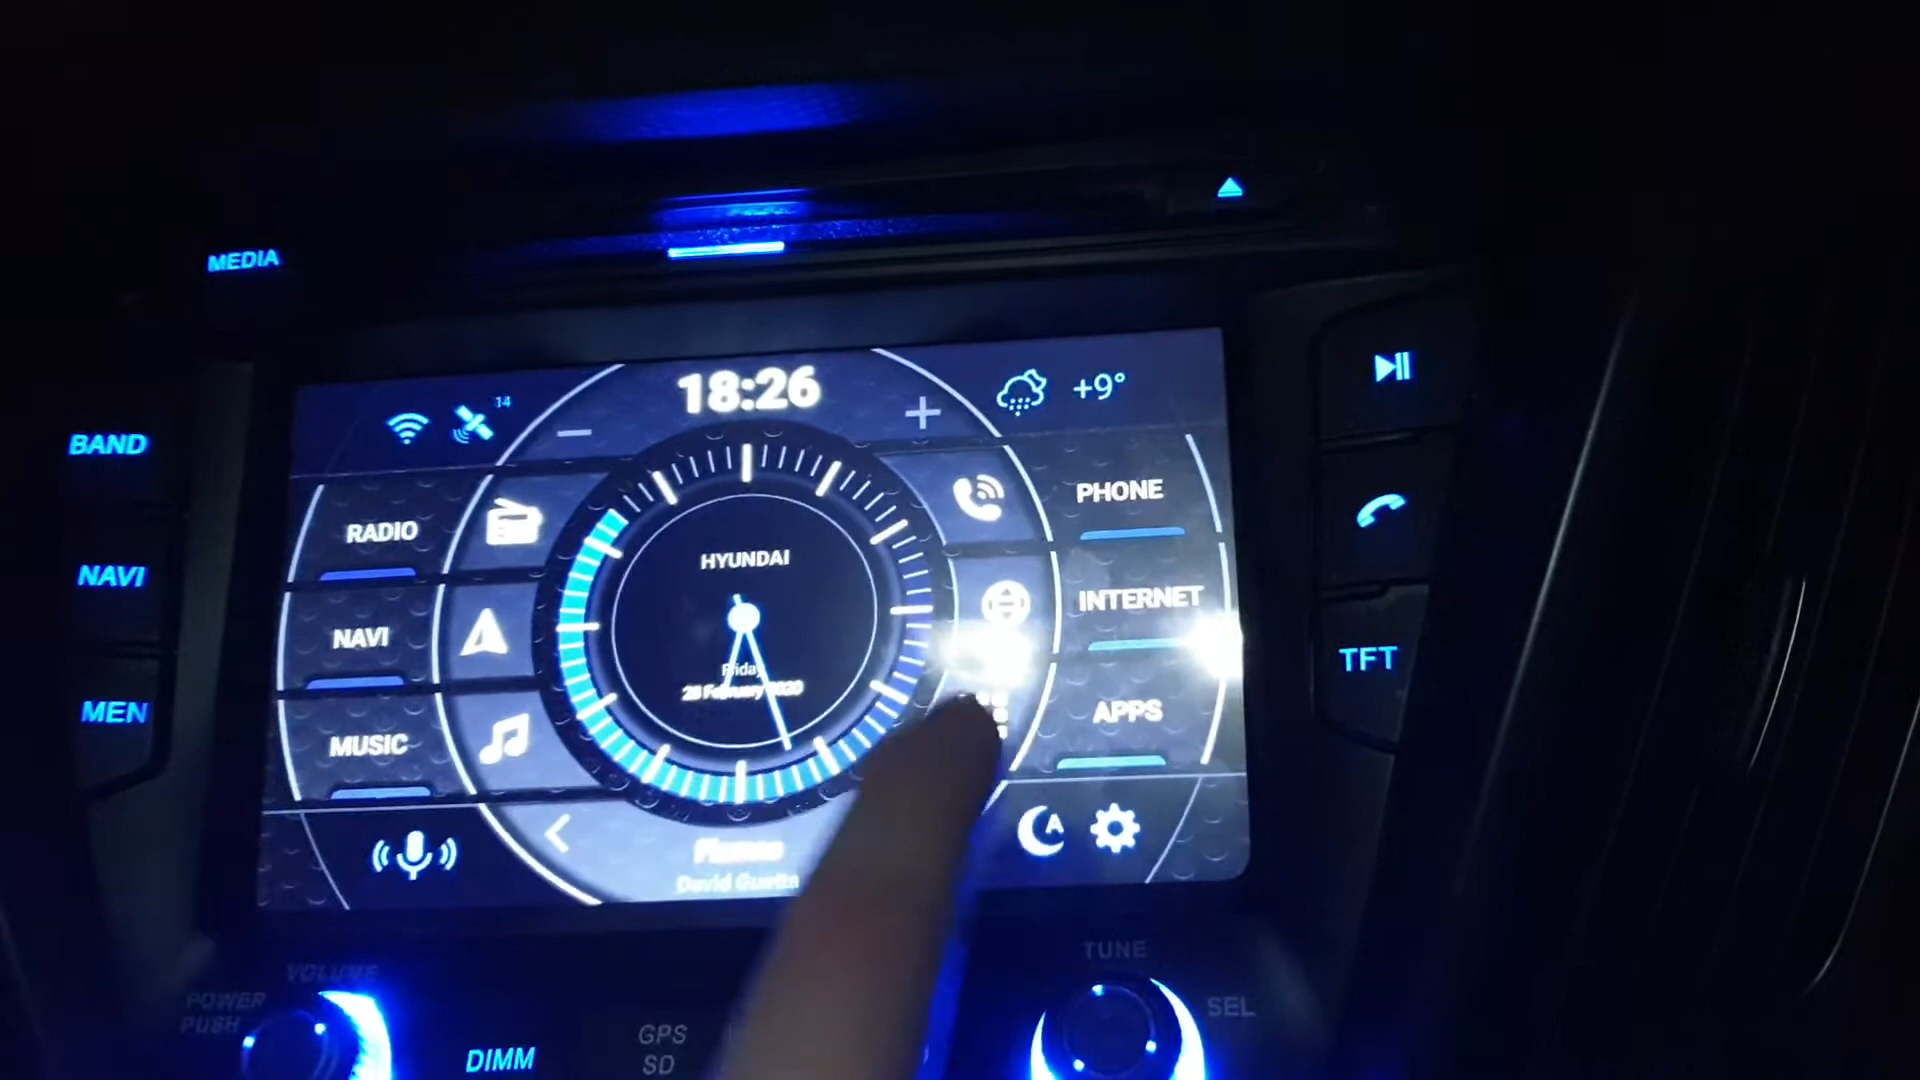 MEDIA
18:26
14
+9°
BAND
RADIO
HYUNDAI
PHONE
NAVI
NAVI
INTERNET
TFT
Friday
28 February 2020
MEN
MUSIC
APPS
A
David Guetta
VOLUME
POWER
PUSH
DIMM
GPS
SD
TUNE
SEL